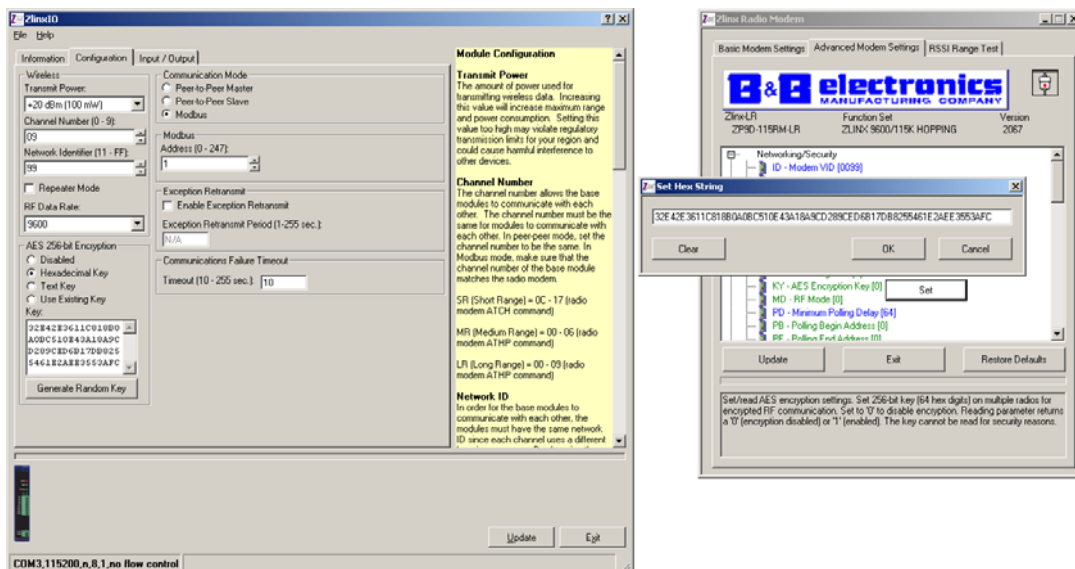 ZlinxIO
File Help
Information Configuration Input / Output
Wireless
Transmit Power:
+20 dBm (100 mW)
Channel Number (0 - 9):
09
Network Identifier (11 - FF):
99
Repeater Mode
RF Data Rate:
9600
AES 256-bit Encryption
Disabled
Hexadecimal Key
Text Key
Use Existing Key
Key:
32E42E3611C818B0
A0BC510E43A18A9C
D289CED6B17DB825
5461E2AEE3553AFC
Generate Random Key
Communication Mode
Peer-to-Peer Master
Peer-to-Peer Slave
Modbus
Modbus
Address (0 - 247):
1
Exception Retransmit
Enable Exception Retransmit
Exception Retransmit Period (1-255 sec.):
N/A
Communications Failure Timeout
Timeout (10 - 255 sec.): 10
Module Configuration
Transmit Power
The amount of power used for
transmitting wireless data. Increasing
this value will increase maximum range
and power consumption. Setting this
value too high may violate regulatory
transmission limits for your region and
could cause harmful interference to
other devices.
Channel Number
The channel number allows the base
modules to communicate with each
other. The channel number must be the
same for modules to communicate with
each other. In peer-peer mode, set the
channel number to be the same. In
Modbus mode, make sure that the
channel number of the base module
matches the radio modem.
SR (Short Range) = 0C - 17 (radio
modem ATCH command)
MR (Medium Range) = 00 - 06 (radio
modem ATHP command)
LR (Long Range) = 00 - 09 (radio
modem ATHP command)
Network ID
In order for the base modules to
communicate with each other, the
modules must have the same network
ID since each channel uses a different
Update Exit
COM3,115200,n,8,1,no flow control
Zlinx Radio Modem
Basic Modem Settings Advanced Modem Settings RSSI Range Test
B&B electronics
MANUFACTURING COMPANY
Zlinx-LR Function Set Version
ZP9D-115RM-LR ZLINX 9600/115K HOPPING 2067
Networking/Security
ID - Modem VID [0099]
Set Hex String
32E42E3611C818B0A0BC510E43A18A9CD289CED6B17DB8255461E2AEE3553AFC
Clear OK Cancel
KY - AES Encryption Key [0]
Set
MD - RF Mode [0]
PD - Minimum Polling Delay [64]
PB - Polling Begin Address [0]
PE - Polling End Address [0]
Update Exit Restore Defaults
Set/read AES encryption settings. Set 256-bit key (64 hex digits) on multiple radios for
encrypted RF communication. Set to '0' to disable encryption. Reading parameter returns
a '0' (encryption disabled) or '1' (enabled). The key cannot be read for security reasons.